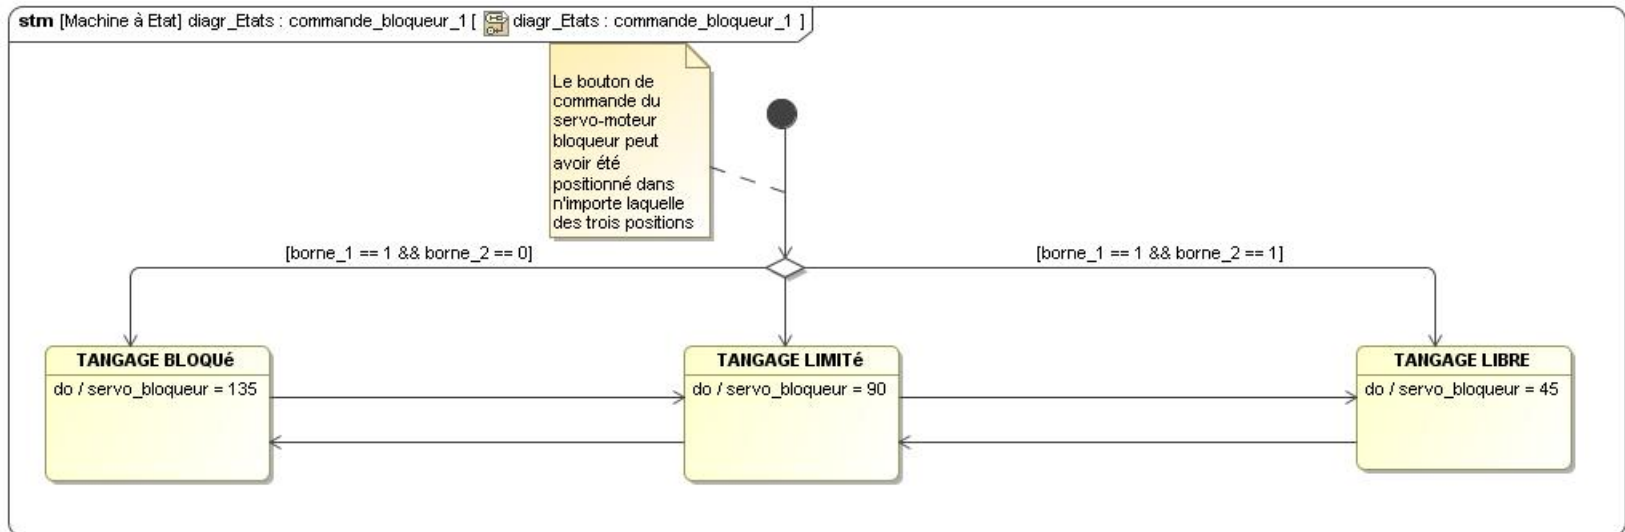 stm [Machine à Etat] diagr_Etats : commande_bloqueur_1 [ diagr_Etats : commande_bloqueur_1 ]
Le bouton de
commande du
servo-moteur
bloqueur peut
avoir été
positionné dans
n'importe laquelle
des trois positions
[borne_1 == 1 && borne_2 == 0]
[borne_1 == 1 && borne_2 == 1]
TANGAGE BLOQUé
do / servo_bloqueur = 135
TANGAGE LIMITé
do / servo_bloqueur = 90
TANGAGE LIBRE
do / servo_bloqueur = 45